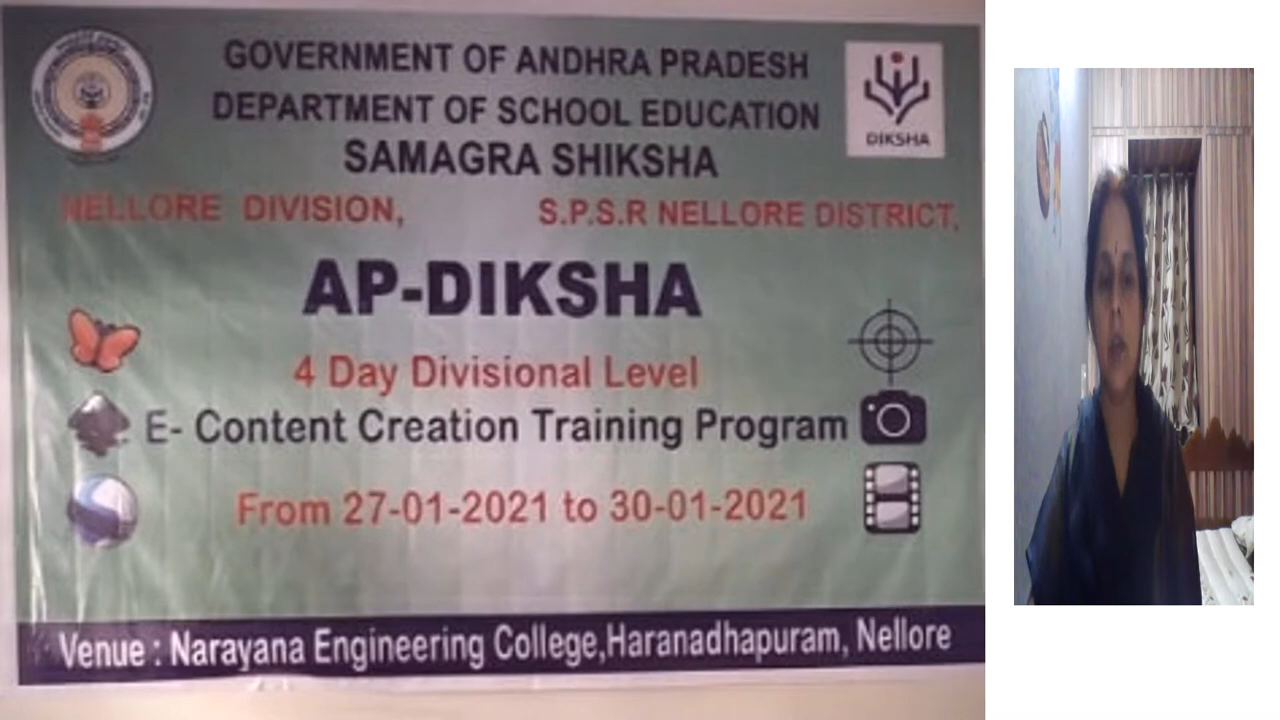 GOVERNMENT OF ANDHRA PRADESH
DEPARTMENT OF SCHOOL EDUCATION
DIKSHA
SAMAGRA SHIKSHA
NELLORE DIVISION, S.P.S.R NELLORE DISTRICT,
AP-DIKSHA
4 Day Divisional Level
E- Content Creation Training Program
From 27-01-2021 to 30-01-2021
Venue : Narayana Engineering College,Haranadhapuram, Nellore